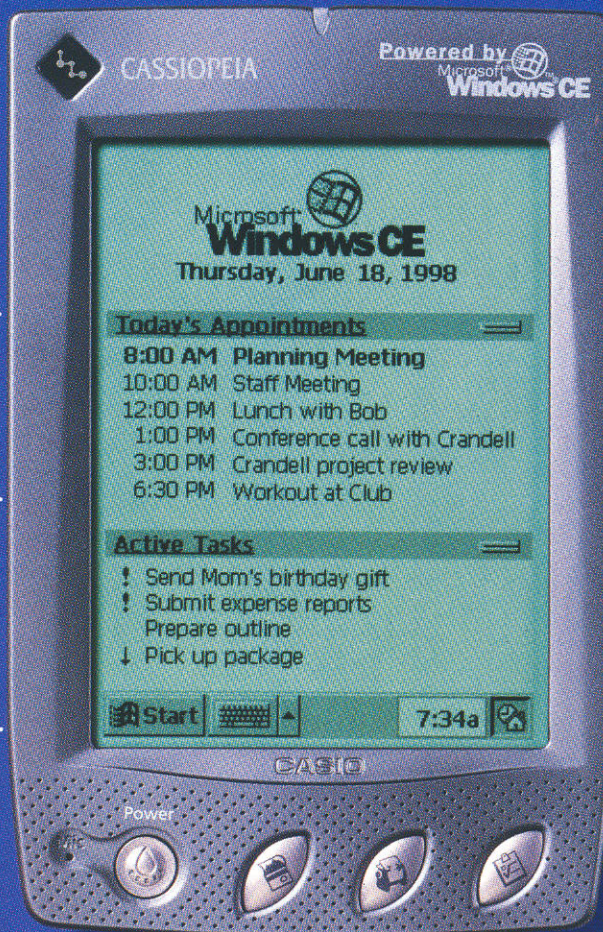 CASSIOPEIA
Powered by
Microsoft®
Windows CE
Microsoft®
Windows CE
Thursday, June 18, 1998
Today's Appointments
8:00 AM Planning Meeting
10:00 AM Staff Meeting
12:00 PM Lunch with Bob
1:00 PM Conference call with Crandell
3:00 PM Crandell project review
6:30 PM Workout at Club
Active Tasks
! Send Mom's birthday gift
! Submit expense reports
Prepare outline
↓ Pick up package
Start
7:34a
CASIO
Power
MIC